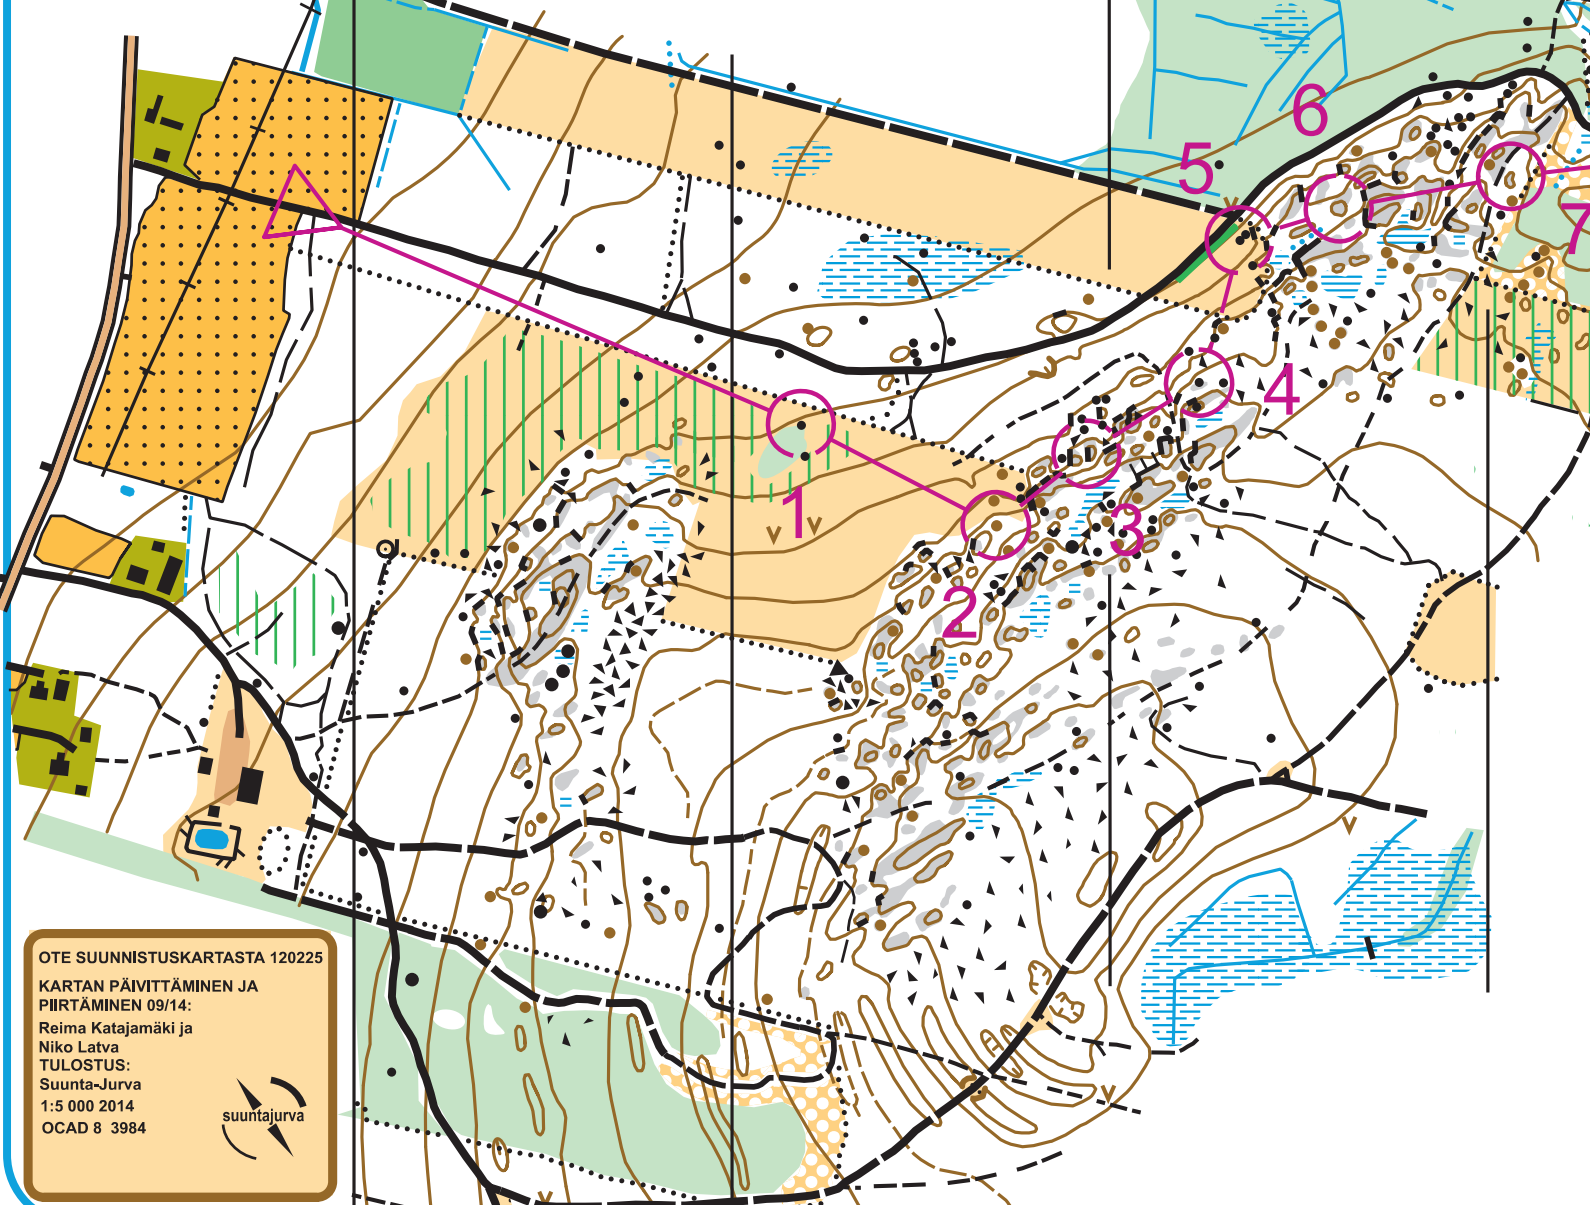 6
5
7
4
1
3
2
OTE SUUNNISTUSKARTASTA 120225
KARTAN PÄIVITTÄMINEN JA
PIIRTÄMINEN 09/14:
Reima Katajamäki ja
Niko Latva
TULOSTUS:
Suunta-Jurva
1:5 000 2014
OCAD 8 3984
suuntajurva